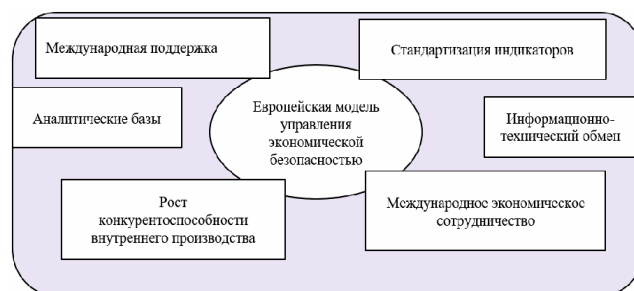 Международная поддержка
Стандартизация индикаторов
Аналитические базы
Европейская модель
управления
экономической
безопасностью
Информационно-
технический обмен
Рост
конкурентоспособности
внутреннего производства
Международное экономическое
сотрудничество